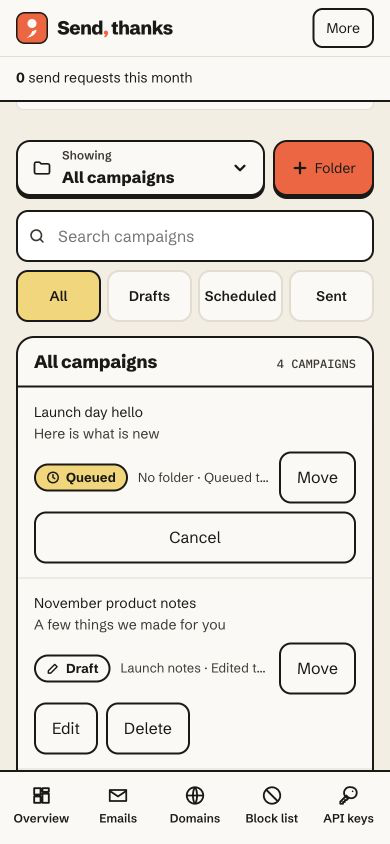 Send, thanks
More
0 send requests this month
Showing
All campaigns
Folder
Search campaigns
All
Drafts
Scheduled
Sent
All campaigns
4 CAMPAIGNS
Launch day hello
Here is what is new
Queued
No folder · Queued t…
Move
Cancel
November product notes
A few things we made for you
Draft
Launch notes · Edited t…
Move
Edit
Delete
Overview
Emails
Domains
Block list
API keys